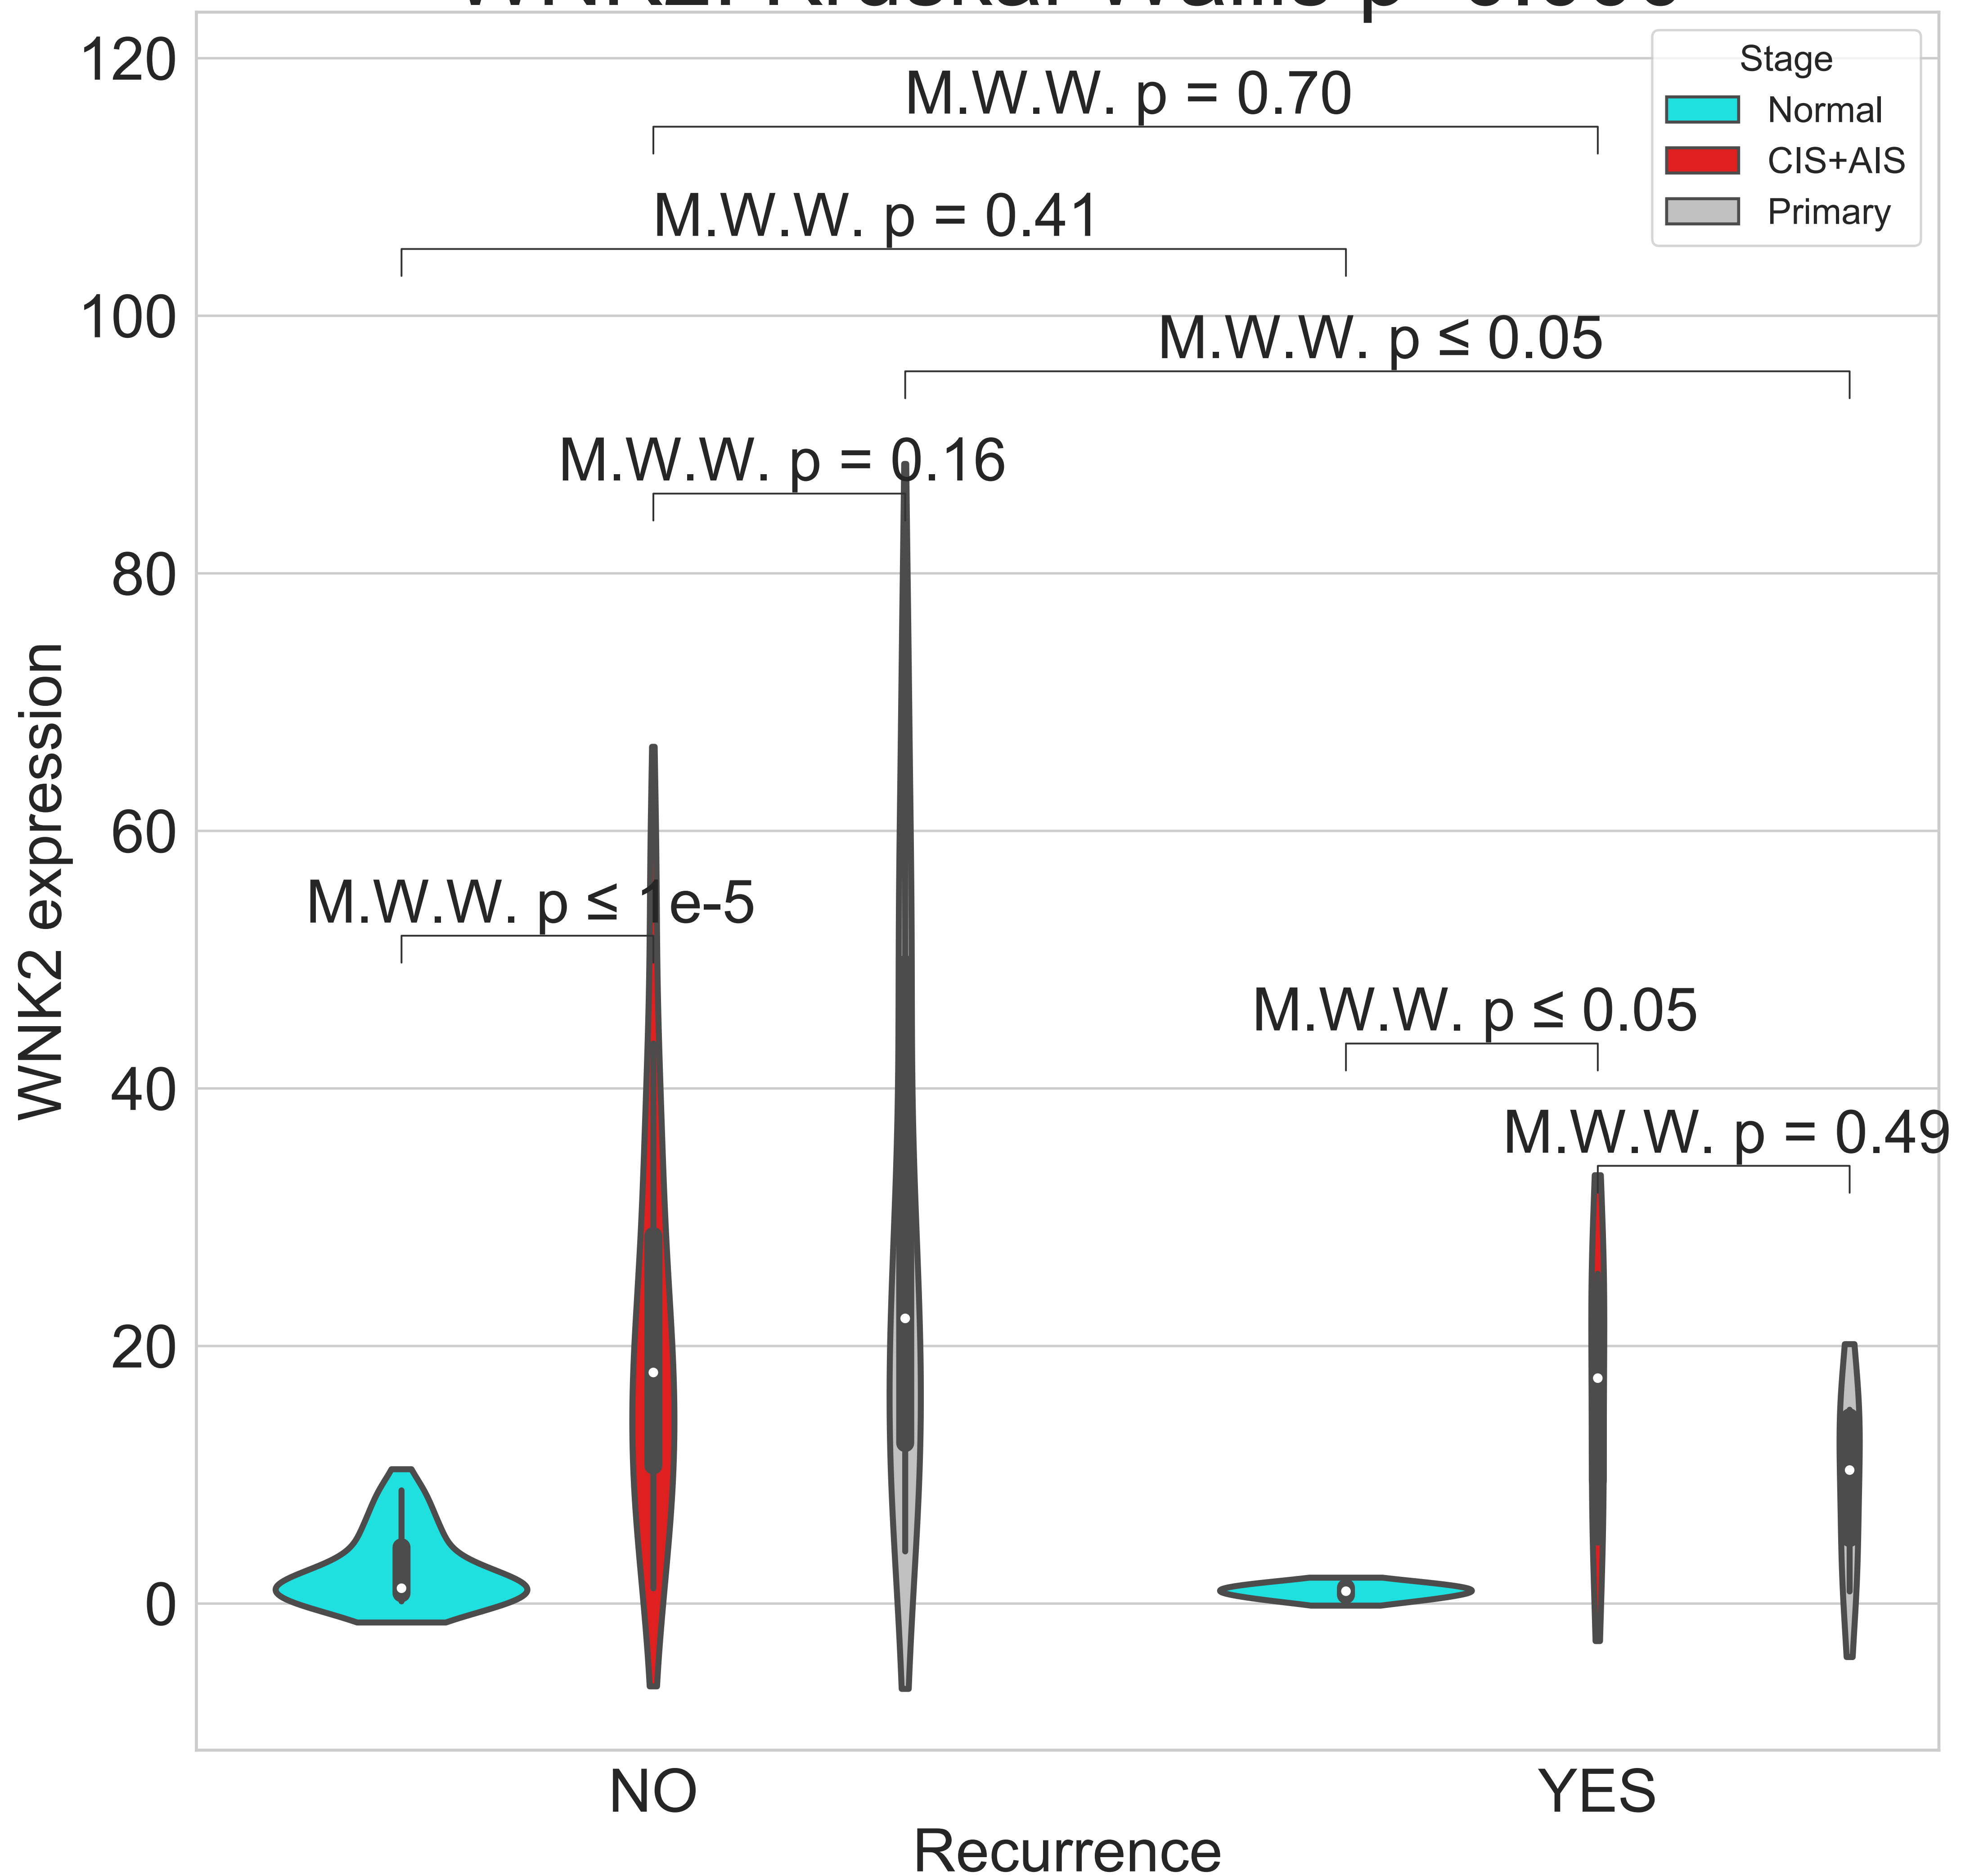 120
M.W.W. p = 0.70
Stage
Normal
CIS+AIS
Primary
M.W.W. p = 0.41
100
M.W.W. p ≤ 0.05
M.W.W. p = 0.16
80
60
M.W.W. p ≤ 1e-5
M.W.W. p ≤ 0.05
40
M.W.W. p = 0.49
20
0
WNK2 expression
NO
YES
Recurrence